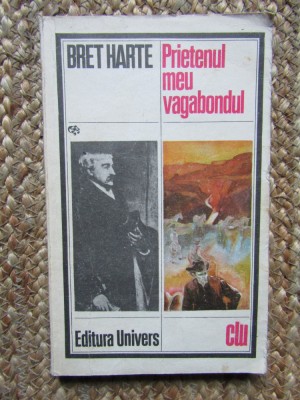 BRET HARTE
Prietenul
meu
vagabondul
Editura Univers
clu